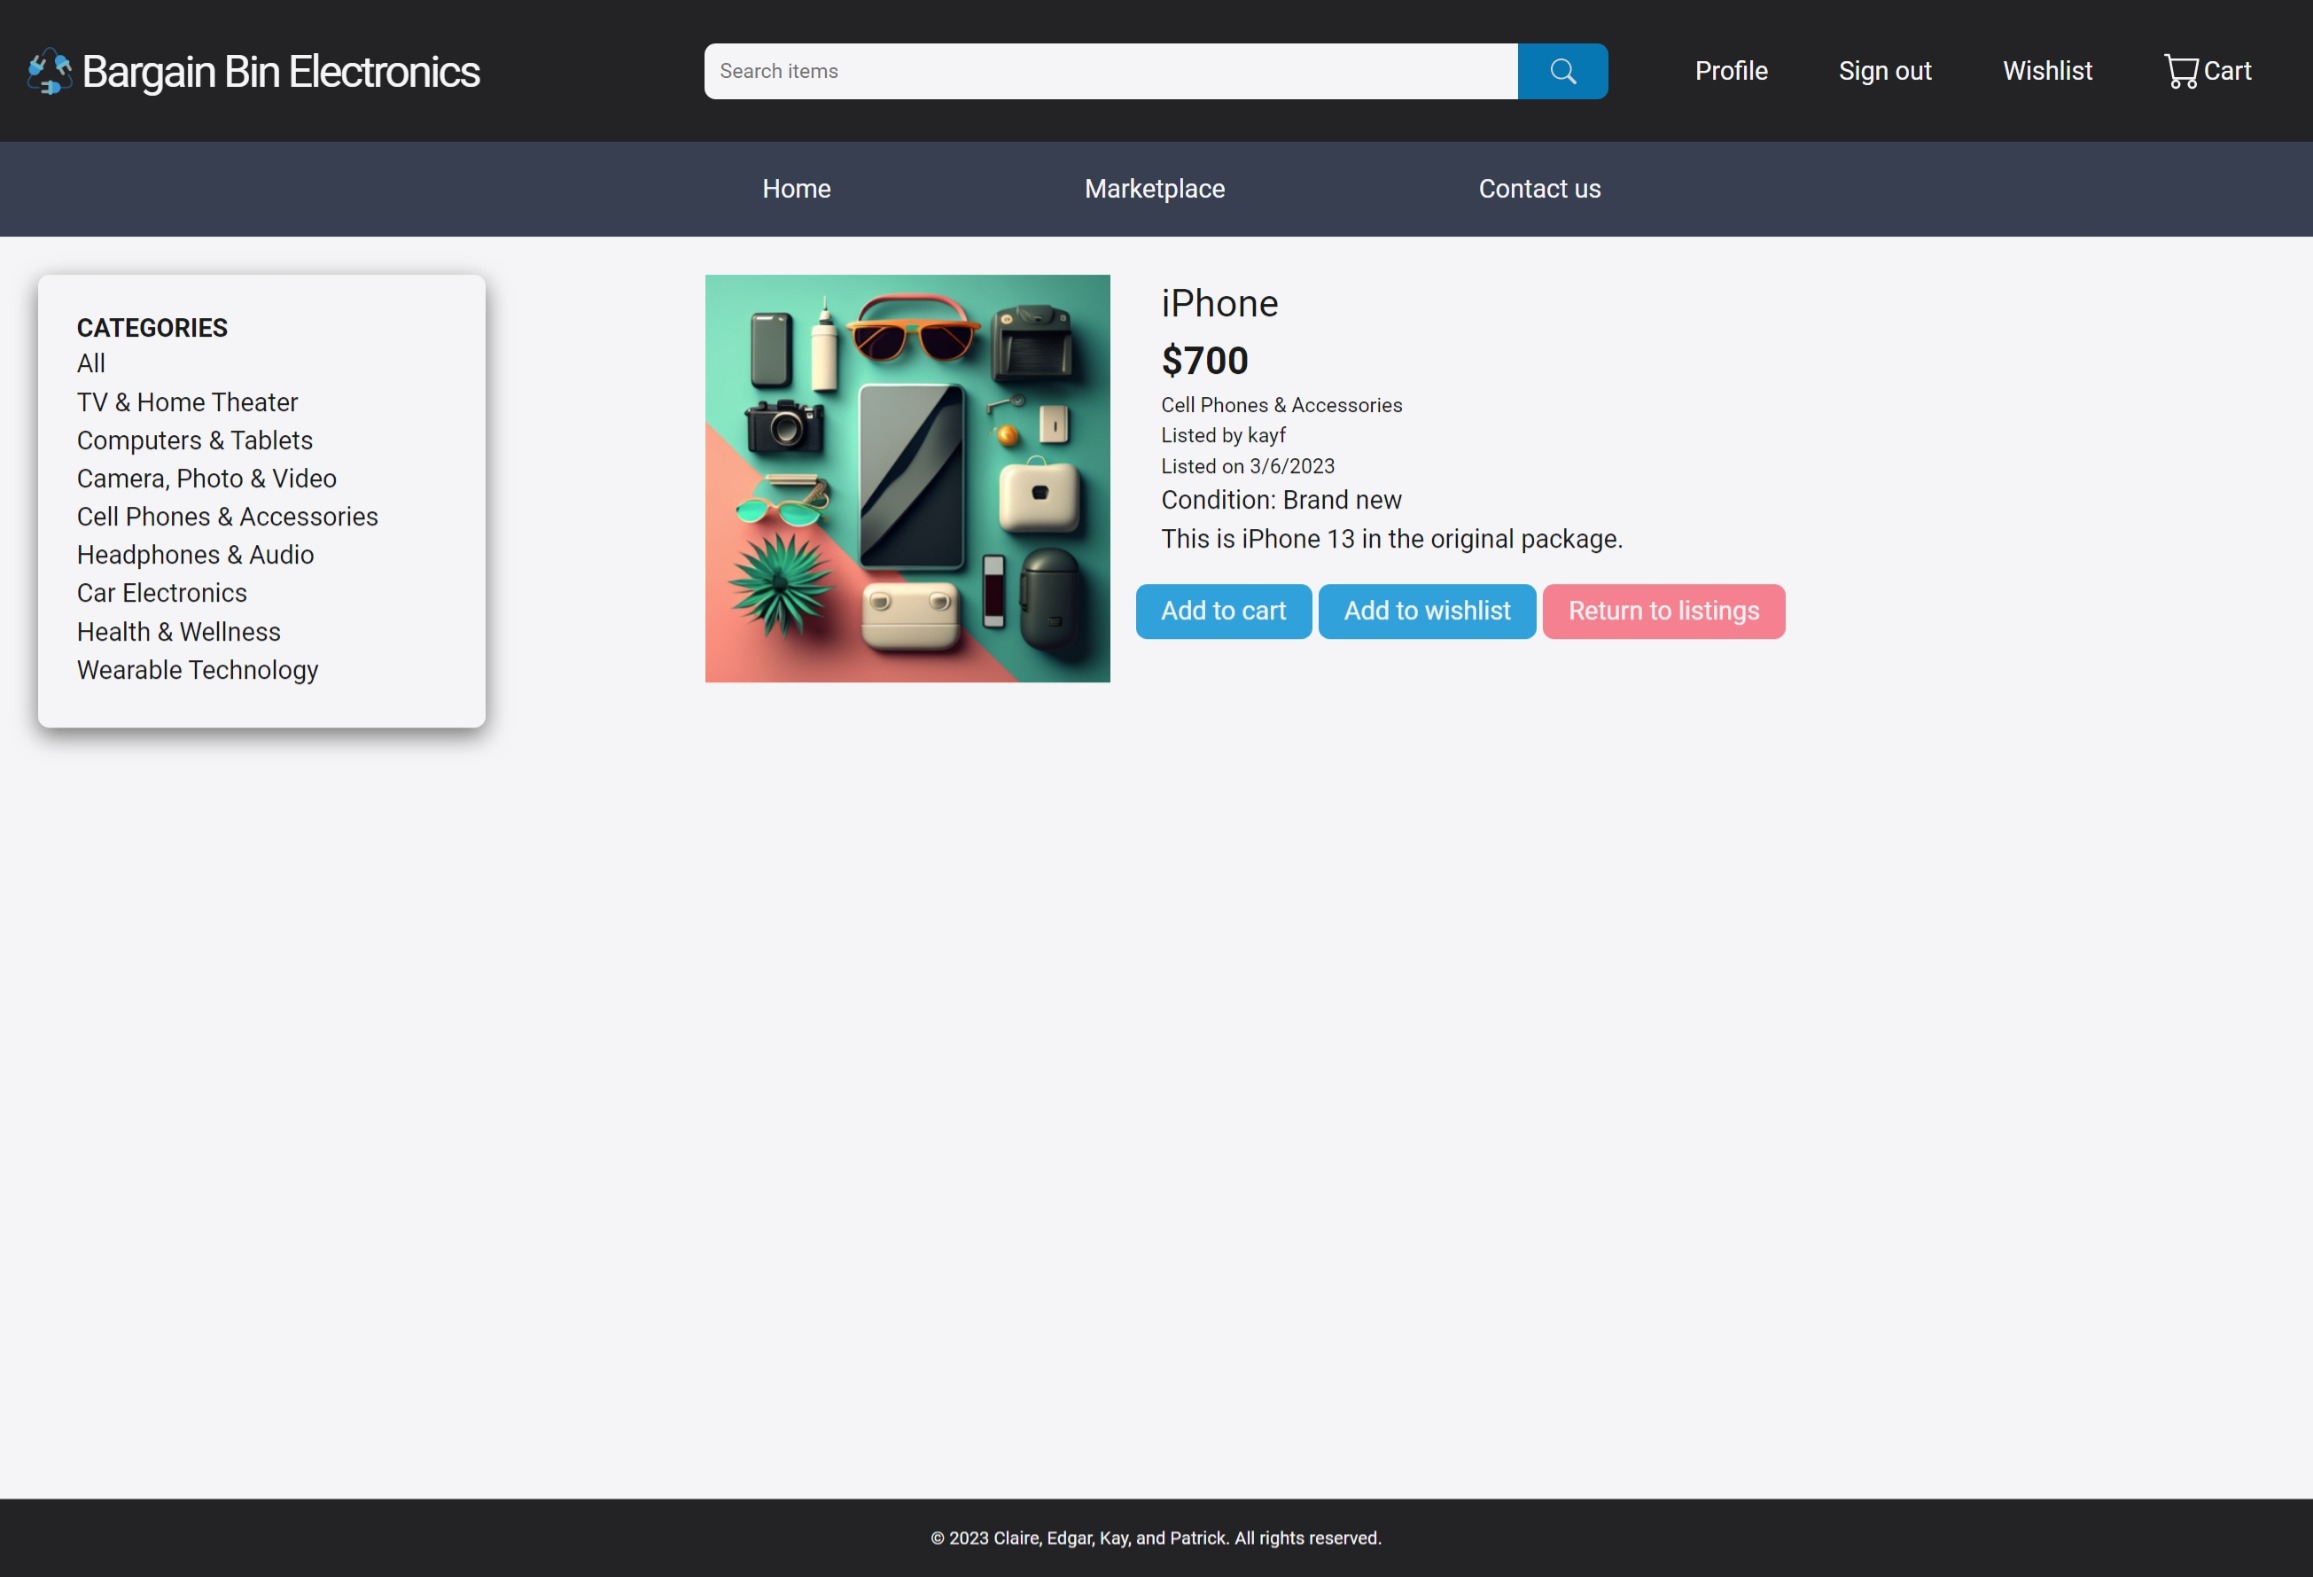 Bargain Bin Electronics
Search items
Profile
Sign out
Wishlist
Cart
Home
Marketplace
Contact us
CATEGORIES
All
TV & Home Theater
Computers & Tablets
Camera, Photo & Video
Cell Phones & Accessories
Headphones & Audio
Car Electronics
Health & Wellness
Wearable Technology
iPhone
$700
Cell Phones & Accessories
Listed by kayf
Listed on 3/6/2023
Condition: Brand new
This is iPhone 13 in the original package.
Add to cart
Add to wishlist
Return to listings
© 2023 Claire, Edgar, Kay, and Patrick. All rights reserved.